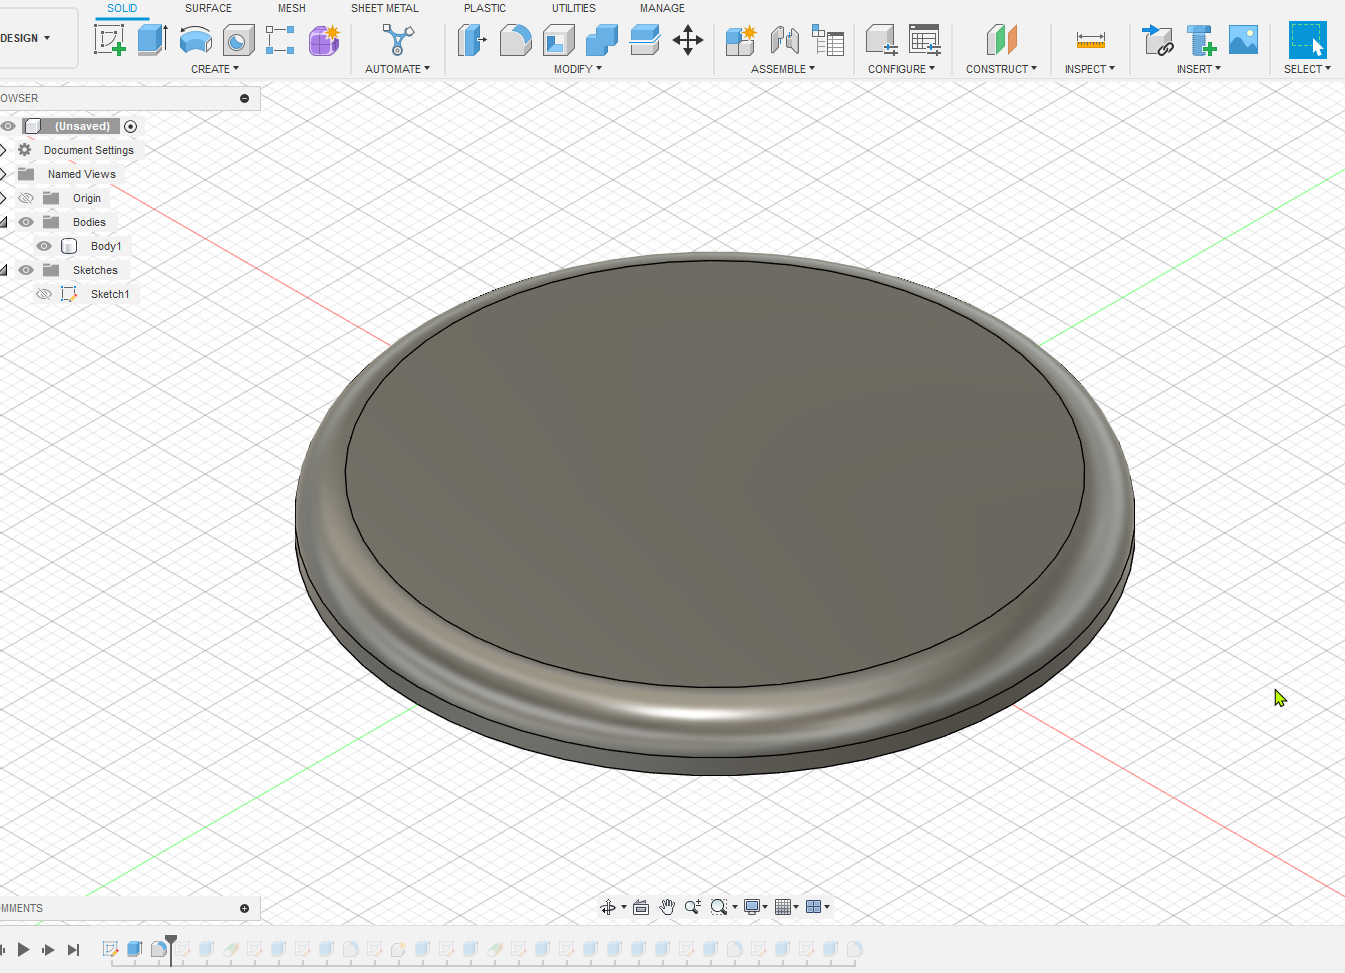 SOLID SURFACE MESH SHEET METAL PLASTIC UTILITIES MANAGE
DESIGN
CREATE AUTOMATE MODIFY ASSEMBLE CONFIGURE CONSTRUCT INSPECT INSERT SELECT
OWSER
(Unsaved)
Document Settings
Named Views
Origin
Bodies
Body1
Sketches
Sketch1
MMENTS